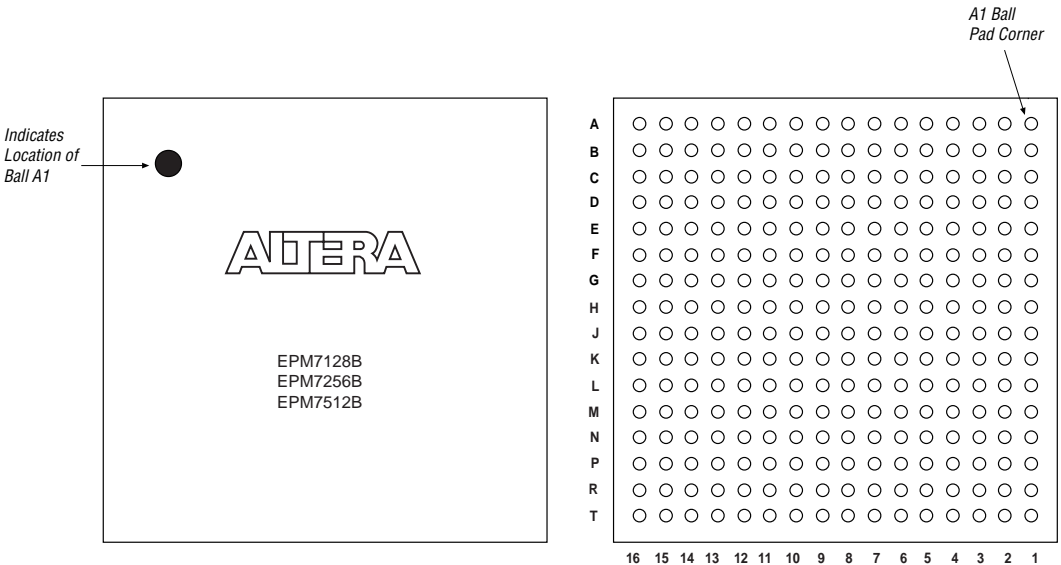 A1 Ball
Pad Corner
Indicates
Location of
Ball A1
ALTERA
EPM7128B
EPM7256B
EPM7512B
A
B
C
D
E
F
G
H
J
K
L
M
N
P
R
T
16 15 14 13 12 11 10 9 8 7 6 5 4 3 2 1